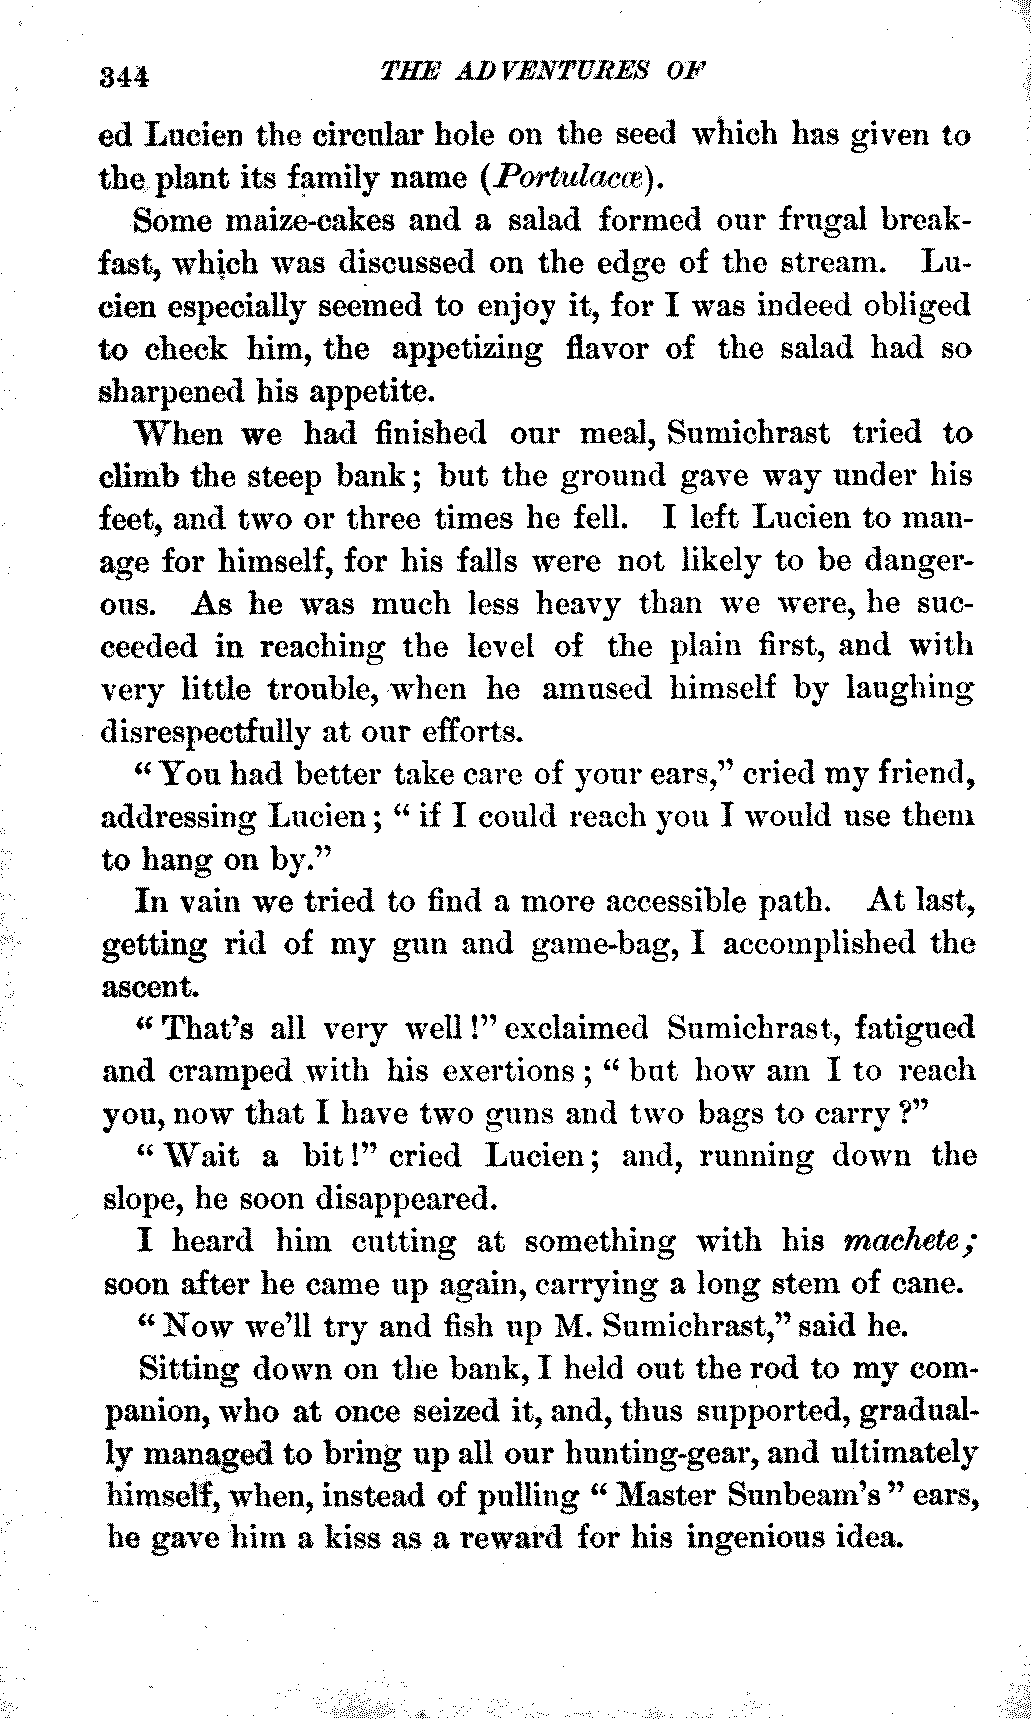 344 THE ADVENTURES OF
ed Lucien the circular hole on the seed which has given to
the plant its family name (Portulacæ).
Some maize-cakes and a salad formed our frugal break-
fast, which was discussed on the edge of the stream. Lu-
cien especially seemed to enjoy it, for I was indeed obliged
to check him, the appetizing flavor of the salad had so
sharpened his appetite.
When we had finished our meal, Sumichrast tried to
climb the steep bank; but the ground gave way under his
feet, and two or three times he fell. I left Lucien to man-
age for himself, for his falls were not likely to be danger-
ous. As he was much less heavy than we were, he suc-
ceeded in reaching the level of the plain first, and with
very little trouble, when he amused himself by laughing
disrespectfully at our efforts.
"You had better take care of your ears," cried my friend,
addressing Lucien; "if I could reach you I would use them
to hang on by."
In vain we tried to find a more accessible path. At last,
getting rid of my gun and game-bag, I accomplished the
ascent.
"That's all very well!" exclaimed Sumichrast, fatigued
and cramped with his exertions; "but how am I to reach
you, now that I have two guns and two bags to carry?"
"Wait a bit!" cried Lucien; and, running down the
slope, he soon disappeared.
I heard him cutting at something with his machete;
soon after he came up again, carrying a long stem of cane.
"Now we'll try and fish up M. Sumichrast," said he.
Sitting down on the bank, I held out the rod to my com-
panion, who at once seized it, and, thus supported, gradual-
ly managed to bring up all our hunting-gear, and ultimately
himself, when, instead of pulling "Master Sunbeam's" ears,
he gave him a kiss as a reward for his ingenious idea.